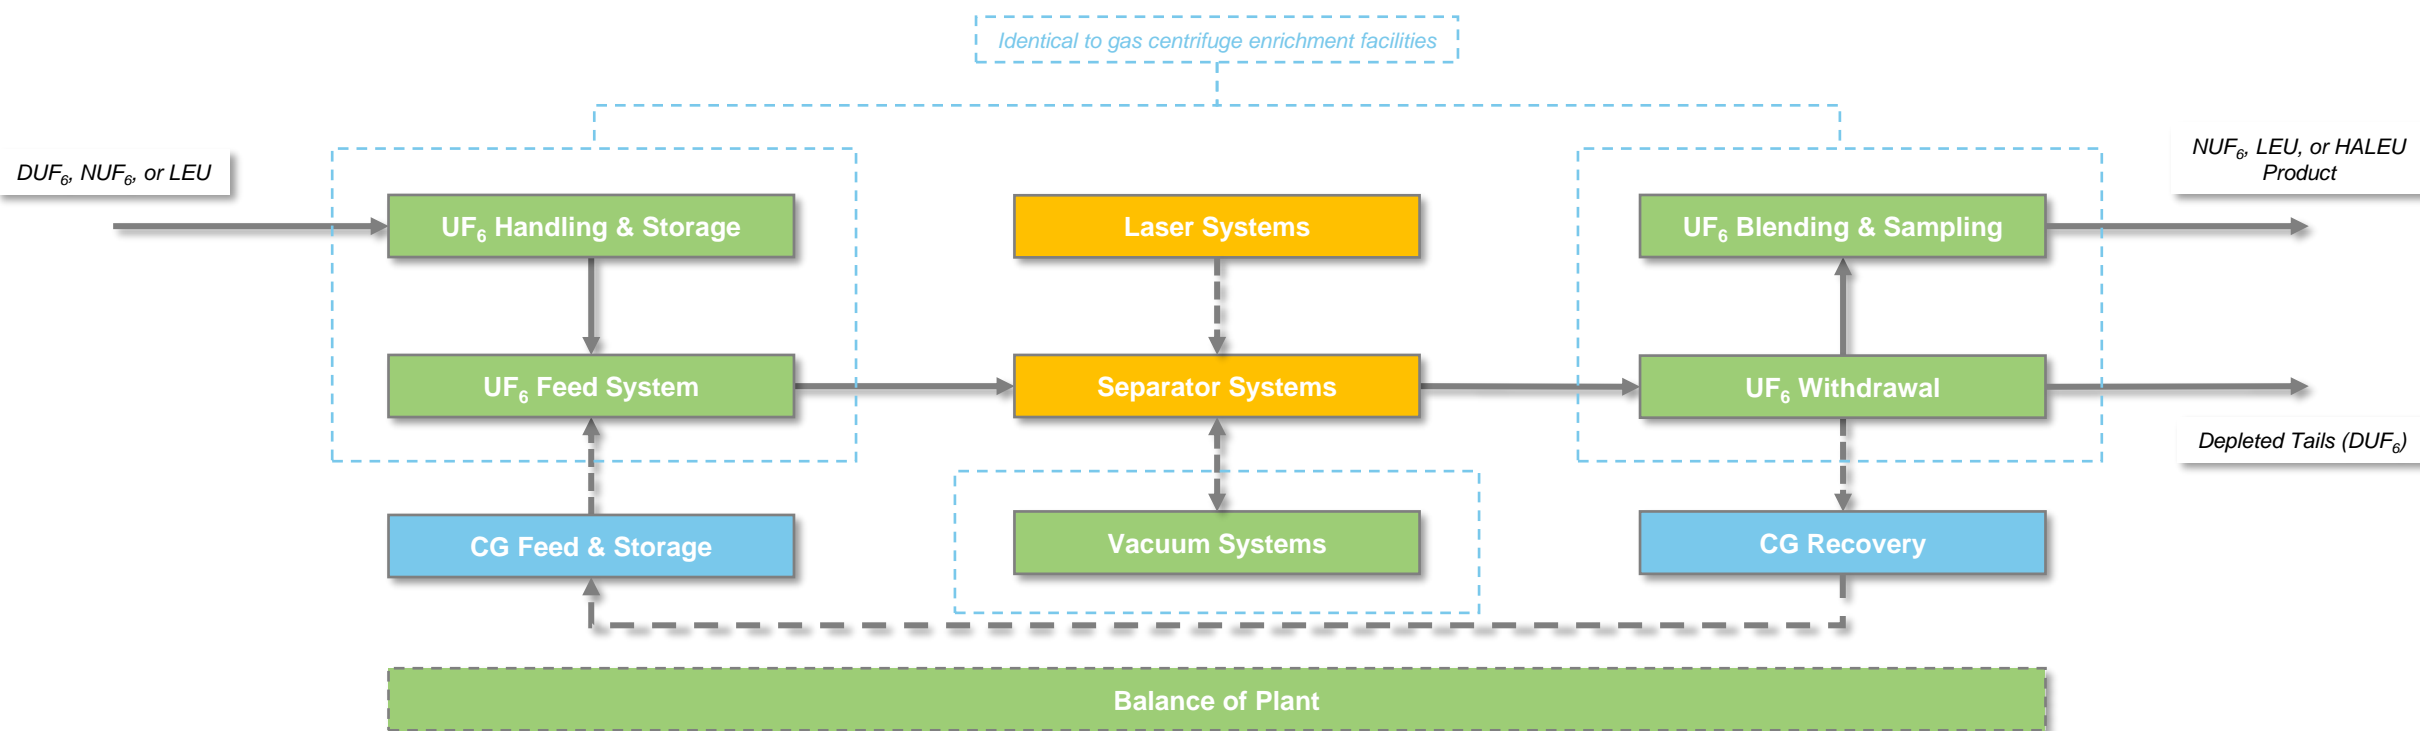 Identical to gas centrifuge enrichment facilities
DUF₆, NUF₆, or LEU
NUF₆, LEU, or HALEU
Product
UF₆ Handling & Storage
Laser Systems
UF₆ Blending & Sampling
UF₆ Feed System
Separator Systems
UF₆ Withdrawal
Depleted Tails (DUF₆)
CG Feed & Storage
Vacuum Systems
CG Recovery
Balance of Plant